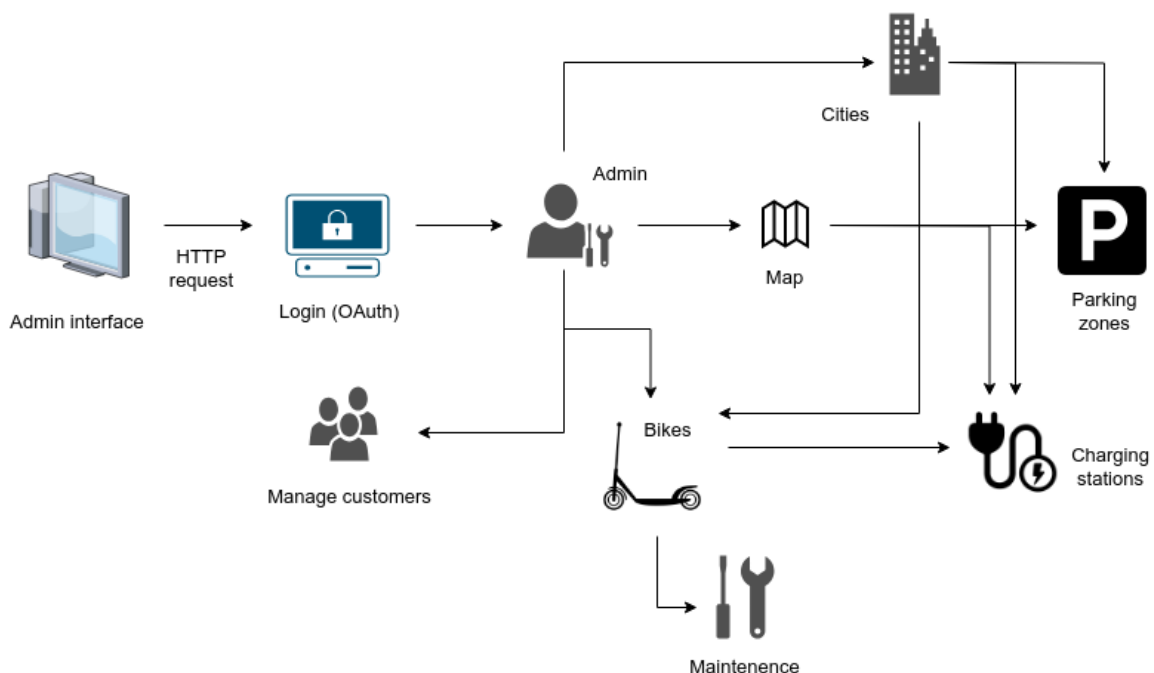 Cities
Admin
HTTP
request
Map
P
Admin interface
Login (OAuth)
Parking
zones
Bikes
Manage customers
Charging
stations
Maintenence